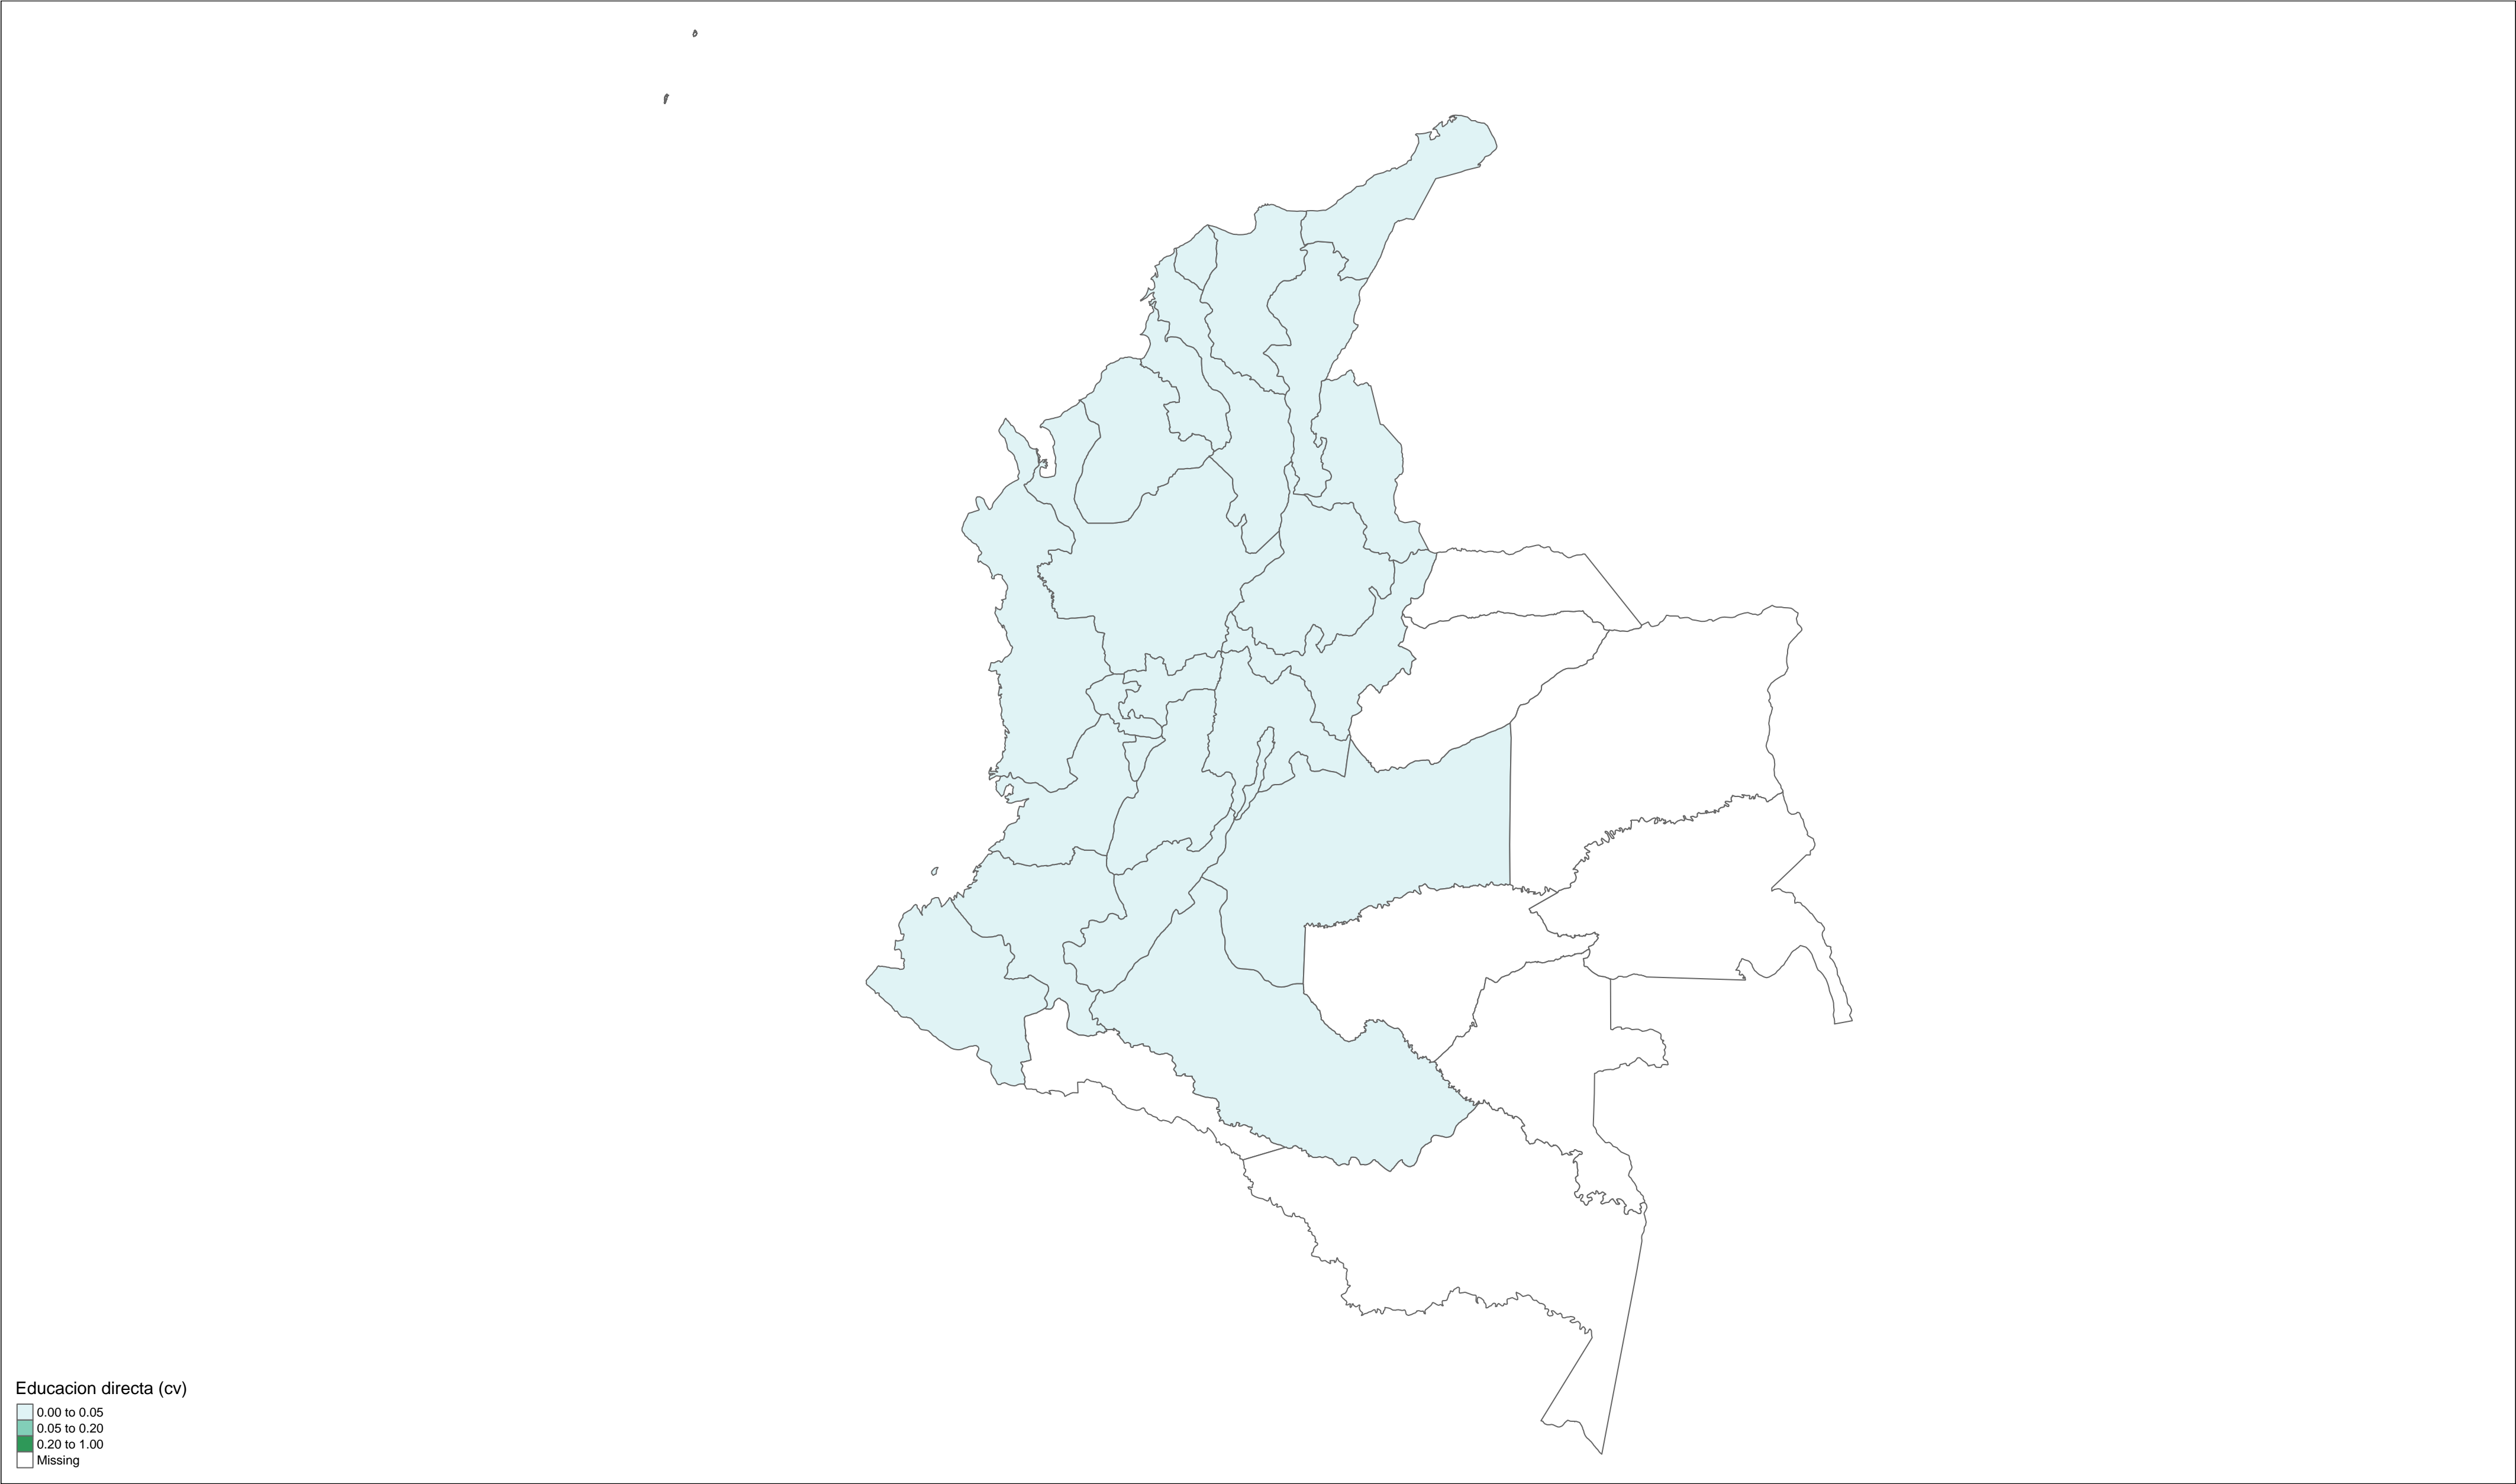 Educacion directa (cv)
0.00 to 0.05
0.05 to 0.20
0.20 to 1.00
Missing